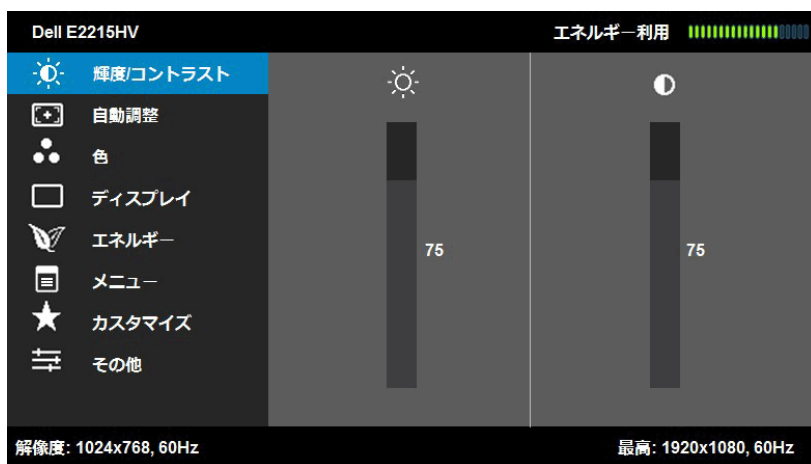 Dell E2215HV
エネルギー利用
輝度/コントラスト
自動調整
色
ディスプレイ
エネルギー
メニュー
カスタマイズ
その他
75
75
解像度: 1024x768, 60Hz
最高: 1920x1080, 60Hz